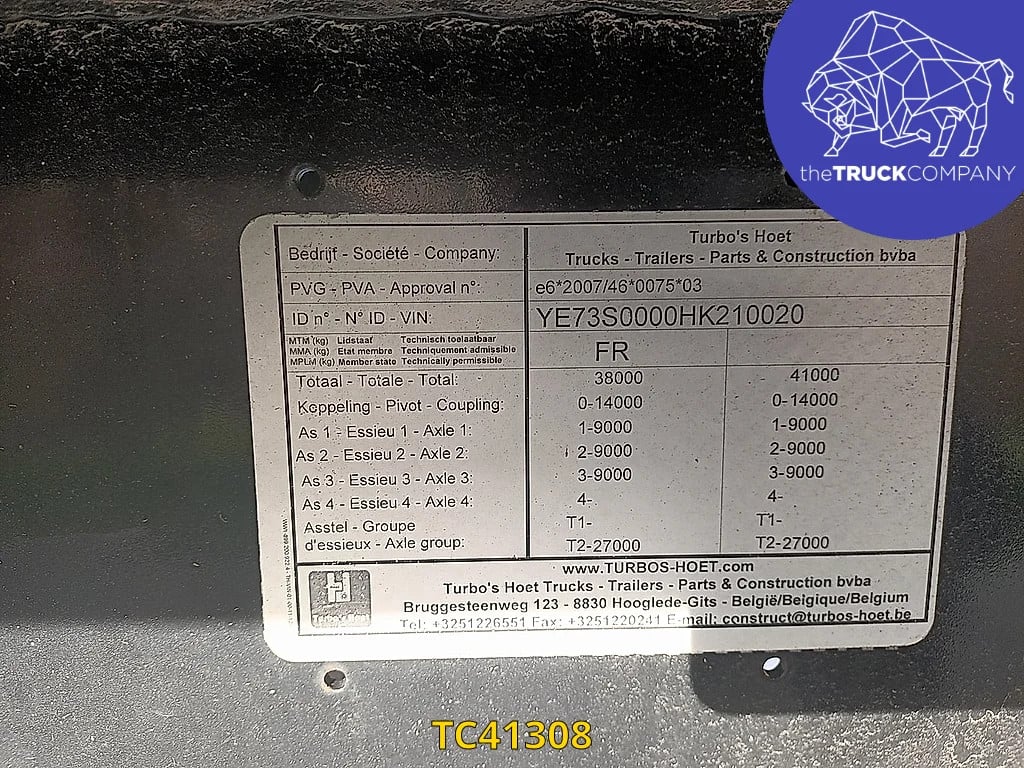 theTRUCKCOMPANY
Bedrijf - Société - Company:
Turbo's Hoet
Trucks - Trailers - Parts & Construction bvba
PVG - PVA - Approval n°: e6*2007/46*0075*03
ID n° - N° ID - VIN: YE73S0000HK210020
MTM (kg) Lidstaat Technisch toelaatbaar
MMA (kg) Etat membre Techniquement admissible
MPLM (kg) Member state Technically permissible
FR
Totaal - Totale - Total: 38000 41000
Keppeling - Pivot - Coupling: 0-14000 0-14000
As 1 - Essieu 1 - Axle 1: 1-9000 1-9000
As 2 - Essieu 2 - Axle 2: 2-9000 2-9000
As 3 - Essieu 3 - Axle 3: 3-9000 3-9000
As 4 - Essieu 4 - Axle 4: 4- 4-
Asstel - Groupe T1- T1-
d'essieux - Axle group: T2-27000 T2-27000
www.TURBOS-HOET.com
Turbo's Hoet Trucks - Trailers - Parts & Construction bvba
Bruggesteenweg 123 - 8830 Hooglede-Gits - België/Belgique/Belgium
Tel: +3251226551 Fax: +3251220241 E-mail: construct@turbos-hoet.be
TC41308